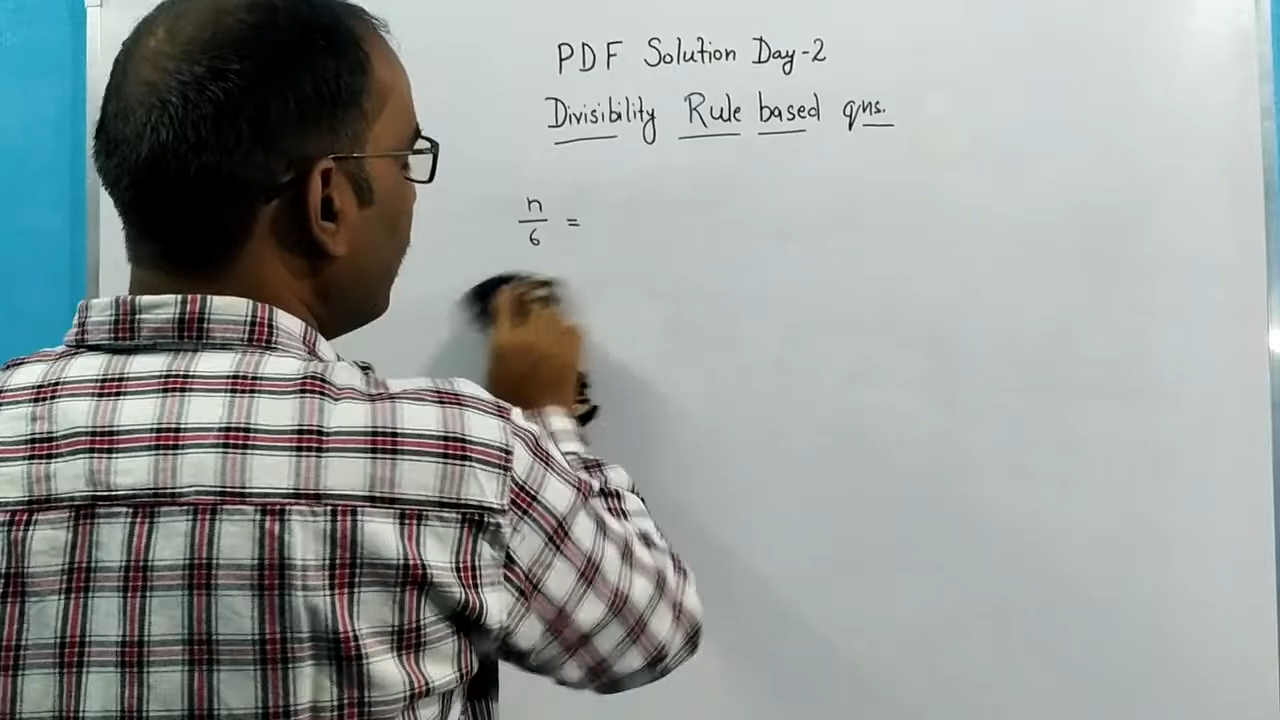 PDF Solution Day-2
Divisibility Rule based qns.
n
6 =